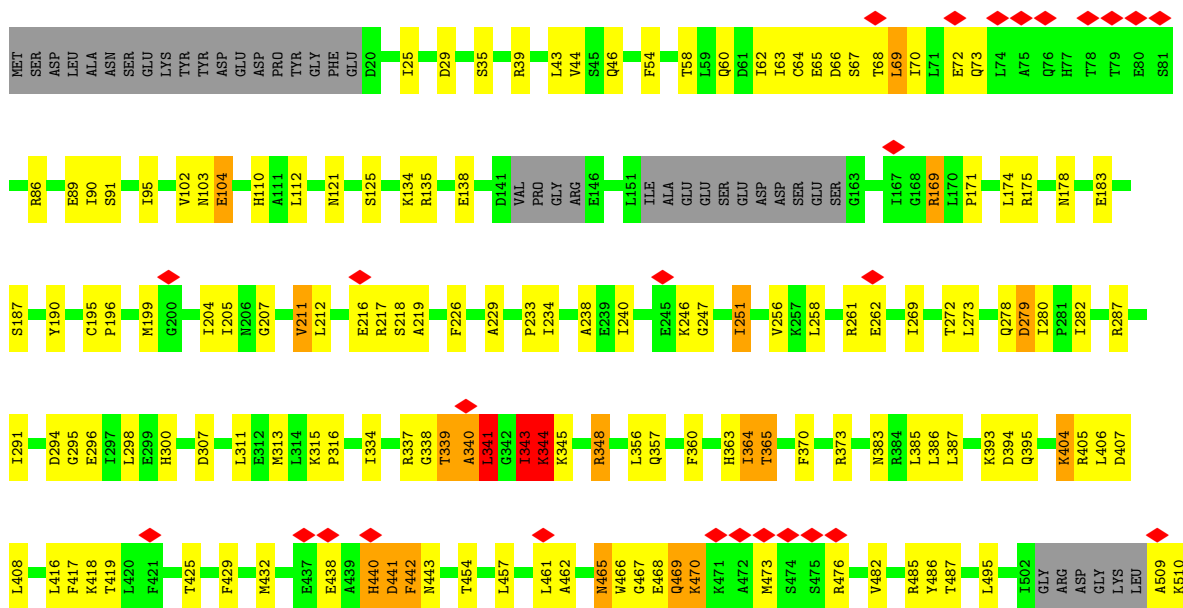 MET SER ASP LEU ALA ASN SER GLU LYS TYR TYR ASP GLU ASP PRO TYR GLY PHE GLU D20 I25 D29 S35 R39 L43 V44 S45 Q46 F54 T58 L59 Q60 D61 I62 I63 C64 E65 D66 S67 T68 L69 I70 L71 E72 Q73 L74 A75 Q76 H77 T78 T79 E80 S81
R86 E89 I90 S91 I95 V102 N103 E104 H110 A111 L112 N121 S125 K134 R135 E138 D141 VAL PRO GLY ARG E146 L151 ILE ALA GLU GLU SER GLU ASP ASP SER GLU SER G163 I167 G168 R169 L170 P171 L174 R175 N178 E183
S187 Y190 C195 P196 M199 G200 I204 I205 N206 G207 V211 L212 E216 R217 S218 A219 F226 A229 P233 I234 A238 E239 I240 E245 K246 G247 I251 V256 K257 L258 R261 E262 I269 T272 L273 Q278 D279 I280 P281 I282 R287
I291 D294 G295 E296 I297 L298 E299 H300 D307 L311 E312 M313 L314 K315 P316 I334 R337 G338 T339 A340 L341 G342 I343 K344 K345 R348 L356 Q357 F360 H363 I364 T365 F370 R373 N383 R384 L385 L386 L387 K393 D394 Q395 K404 R405 L406 D407
L408 L416 F417 K418 T419 L420 F421 T425 F429 M432 E437 E438 A439 H440 D441 F442 N443 T454 L457 L461 A462 N465 W466 G467 E468 Q469 K470 K471 A472 M473 S474 S475 R476 V482 R485 Y486 T487 L495 I502 GLY ARG ASP GLY LYS LEU A509 K510